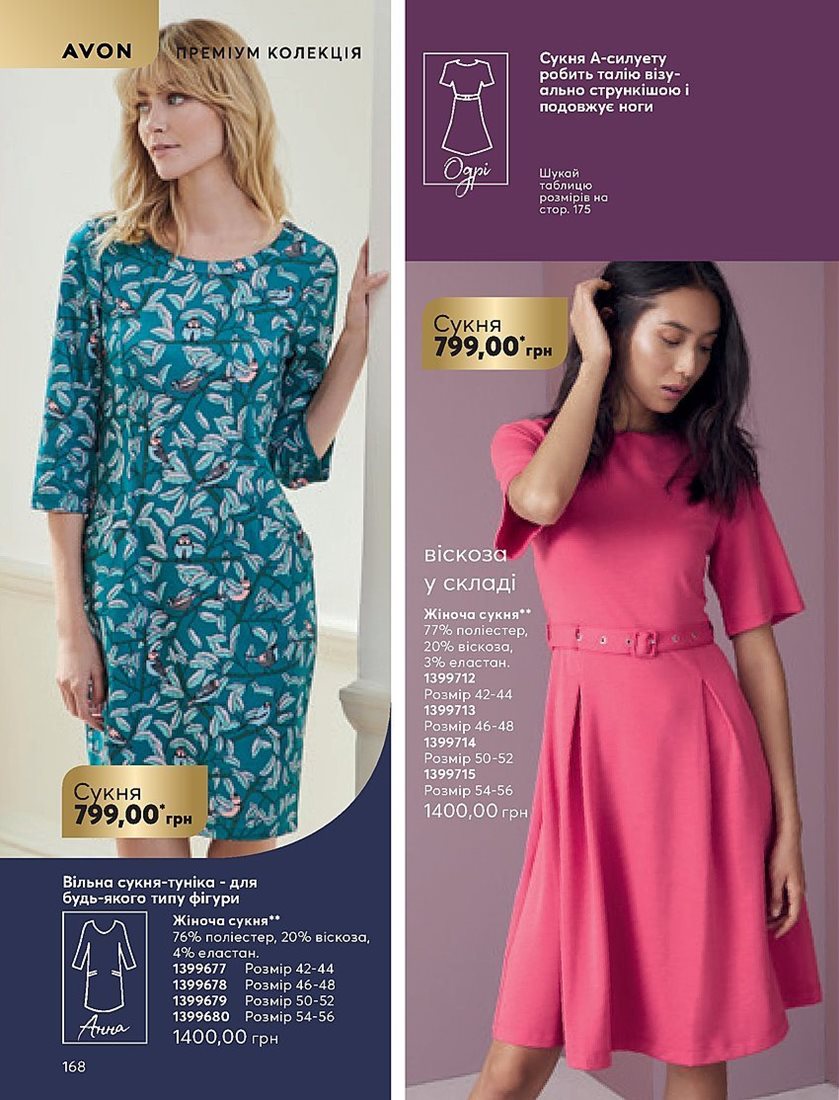 AVON
ПРЕМІУМ КОЛЕКЦІЯ
Сукня
799,00* грн
Вільна сукня-туніка - для
будь-якого типу фігури
Жіноча сукня**
76% поліестер, 20% віскоза,
4% еластан.
1399677 Розмір 42-44
1399678 Розмір 46-48
1399679 Розмір 50-52
1399680 Розмір 54-56
1400,00 грн
Анна
168
Сукня А-силуету
робить талію візу-
ально стрункішою і
подовжує ноги
Одрі
Шукай
таблицю
розмірів на
стор. 175
Сукня
799,00* грн
віскоза
у складі
Жіноча сукня**
77% поліестер,
20% віскоза,
3% еластан.
1399712
Розмір 42-44
1399713
Розмір 46-48
1399714
Розмір 50-52
1399715
Розмір 54-56
1400,00 грн